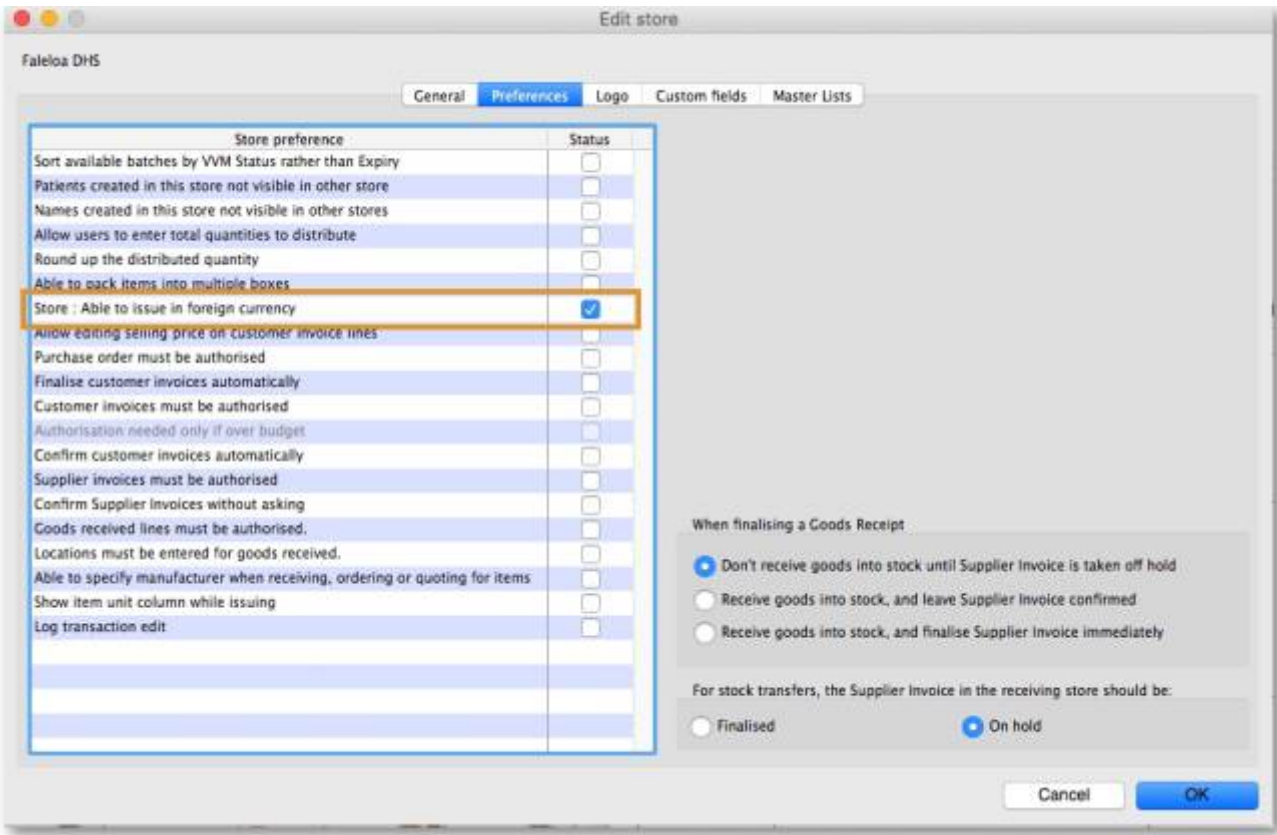 Edit store
Faleloa DHS
General Preferences Logo Custom fields Master Lists
Store preference Status
Sort available batches by VVM Status rather than Expiry
Patients created in this store not visible in other store
Names created in this store not visible in other stores
Allow users to enter total quantities to distribute
Round up the distributed quantity
Able to pack items into multiple boxes
Store : Able to issue in foreign currency
Allow editing selling price on customer invoice lines
Purchase order must be authorised
Finalise customer invoices automatically
Customer invoices must be authorised
Authorisation needed only if over budget
Confirm customer invoices automatically
Supplier invoices must be authorised
Confirm Supplier Invoices without asking
Goods received lines must be authorised.
Locations must be entered for goods received.
Able to specify manufacturer when receiving, ordering or quoting for items
Show item unit column while issuing
Log transaction edit
When finalising a Goods Receipt
Don't receive goods into stock until Supplier Invoice is taken off hold
Receive goods into stock, and leave Supplier Invoice confirmed
Receive goods into stock, and finalise Supplier Invoice immediately
For stock transfers, the Supplier Invoice in the receiving store should be:
Finalised On hold
Cancel OK